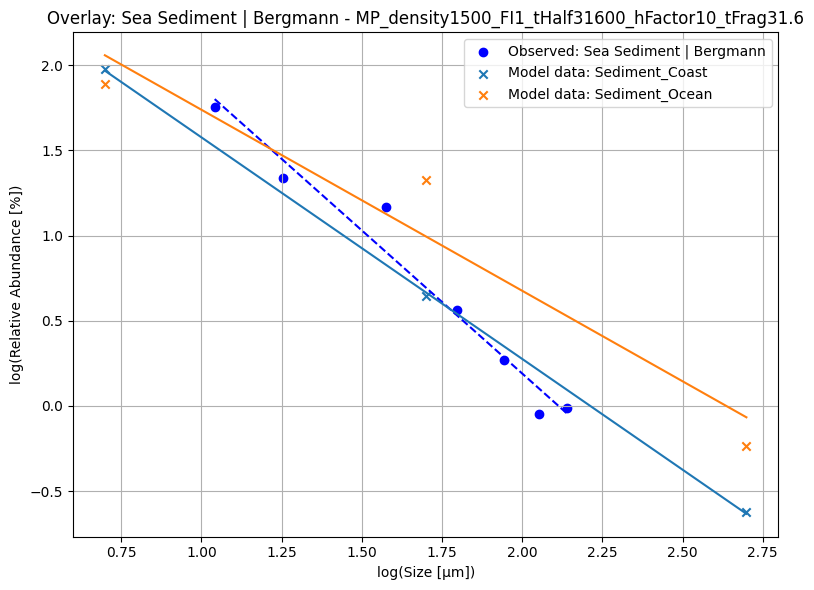 Overlay: Sea Sediment | Bergmann - MP_density1500_FI1_tHalf31600_hFactor10_tFrag31.6
Observed: Sea Sediment | Bergmann
Model data: Sediment_Coast
Model data: Sediment_Ocean
log(Relative Abundance [%])
2.0
1.5
1.0
0.5
0.0
−0.5
0.75
1.00
1.25
1.50
1.75
2.00
2.25
2.50
2.75
log(Size [µm])